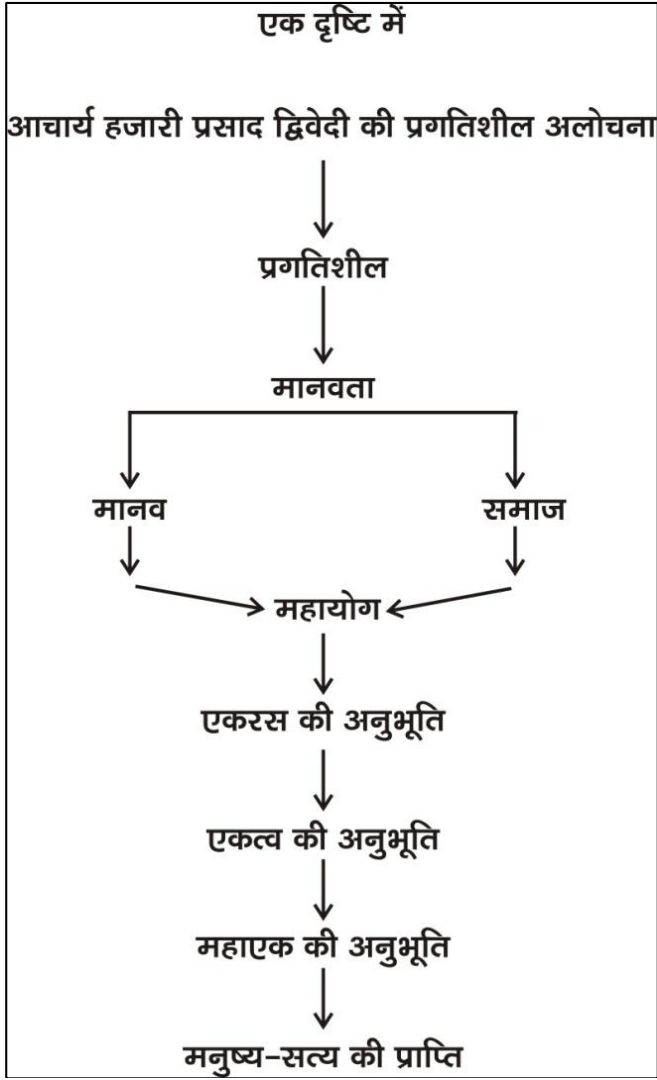 एक दृष्टि में
आचार्य हजारी प्रसाद द्विवेदी की प्रगतिशील अलोचना
प्रगतिशील
मानवता
मानव
समाज
महायोग
एकरस की अनुभूति
एकत्व की अनुभूति
महाएक की अनुभूति
मनुष्य-सत्य की प्राप्ति